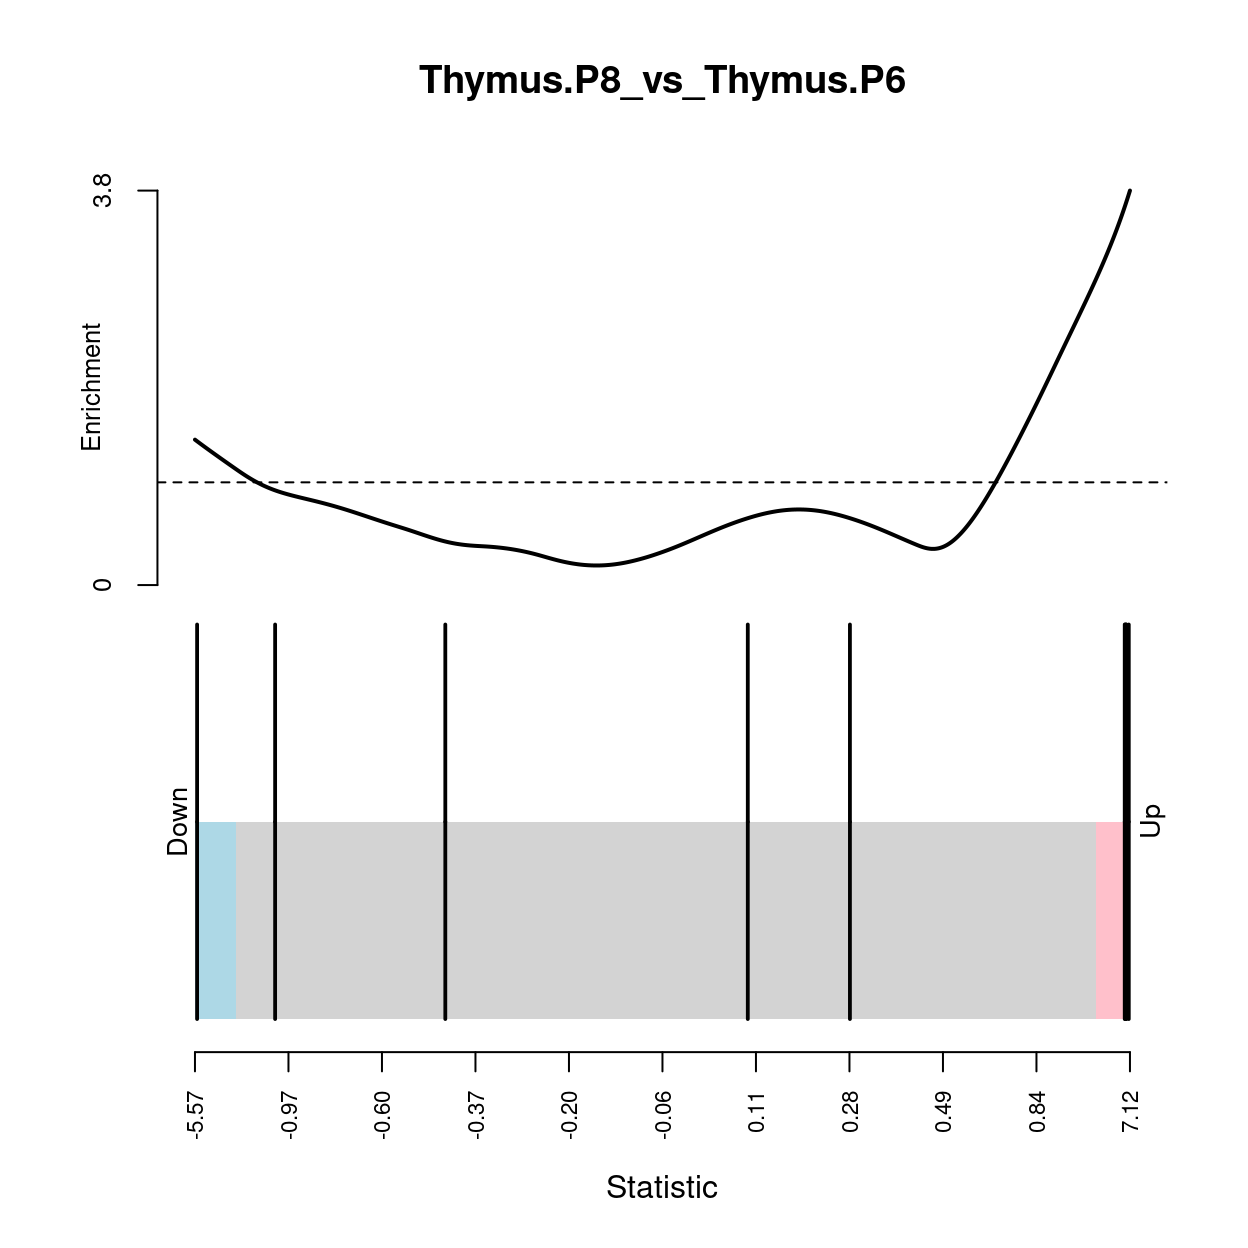 Thymus.P8_vs_Thymus.P6
3.8
Enrichment
0
Down
Up
-5.57
-0.97
-0.60
-0.37
-0.20
-0.06
0.11
0.28
0.49
0.84
7.12
Statistic